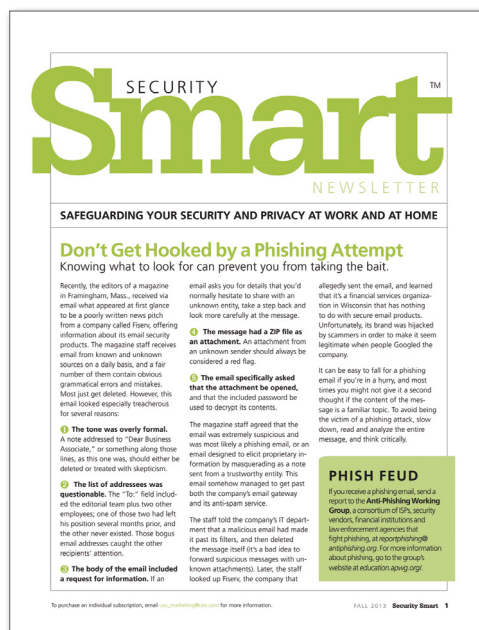 SECURITY
Smart
TM
NEWSLETTER
SAFEGUARDING YOUR SECURITY AND PRIVACY AT WORK AND AT HOME
Don't Get Hooked by a Phishing Attempt
Knowing what to look for can prevent you from taking the bait.
Recently, the editors of a magazine
in Framingham, Mass., received via
email what appeared at first glance
to be a poorly written news pitch
from a company called Fiserv, offering
information about its email security
products. The magazine staff receives
email from known and unknown
sources on a daily basis, and a fair
number of them contain obvious
grammatical errors and mistakes.
Most just get deleted. However, this
email looked especially treacherous
for several reasons:
1 The tone was overly formal.
A note addressed to "Dear Business
Associate," or something along those
lines, as this one was, should either be
deleted or treated with skepticism.
2 The list of addressees was
questionable. The "To:" field includ-
ed the editorial team plus two other
employees; one of those two had left
his position several months prior, and
the other never existed. Those bogus
email addresses caught the other
recipients' attention.
3 The body of the email included
a request for information. If an
email asks you for details that you'd
normally hesitate to share with an
unknown entity, take a step back and
look more carefully at the message.
4 The message had a ZIP file as
an attachment. An attachment from
an unknown sender should always be
considered a red flag.
5 The email specifically asked
that the attachment be opened,
and that the included password be
used to decrypt its contents.
The magazine staff agreed that the
email was extremely suspicious and
was most likely a phishing email, or an
email designed to elicit proprietary in-
formation by masquerading as a note
sent from a trustworthy entity. This
email somehow managed to get past
both the company's email gateway
and its anti-spam service.
The staff told the company's IT depart-
ment that a malicious email had made
it past its filters, and then deleted
the message itself (it's a bad idea to
forward suspicious messages with un-
known attachments). Later, the staff
looked up Fiserv, the company that
allegedly sent the email, and learned
that it's a financial services organiza-
tion in Wisconsin that has nothing
to do with secure email products.
Unfortunately, its brand was hijacked
by scammers in order to make it seem
legitimate when people Googled the
company.
It can be easy to fall for a phishing
email if you're in a hurry, and most
times you might not give it a second
thought if the content of the mes-
sage is a familiar topic. To avoid being
the victim of a phishing attack, slow
down, read and analyze the entire
message, and think critically.
PHISH FEUD
If you receive a phishing email, send a
report to the Anti-Phishing Working
Group, a consortium of ISPs, security
vendors, financial institutions and
law enforcement agencies that
fight phishing, at reportphishing@
antiphishing.org. For more information
about phishing, go to the group's
website at education.apwg.org/.
To purchase an individual subscription, email cso_marketing@cxo.com for more information.
FALL 2013 Security Smart 1